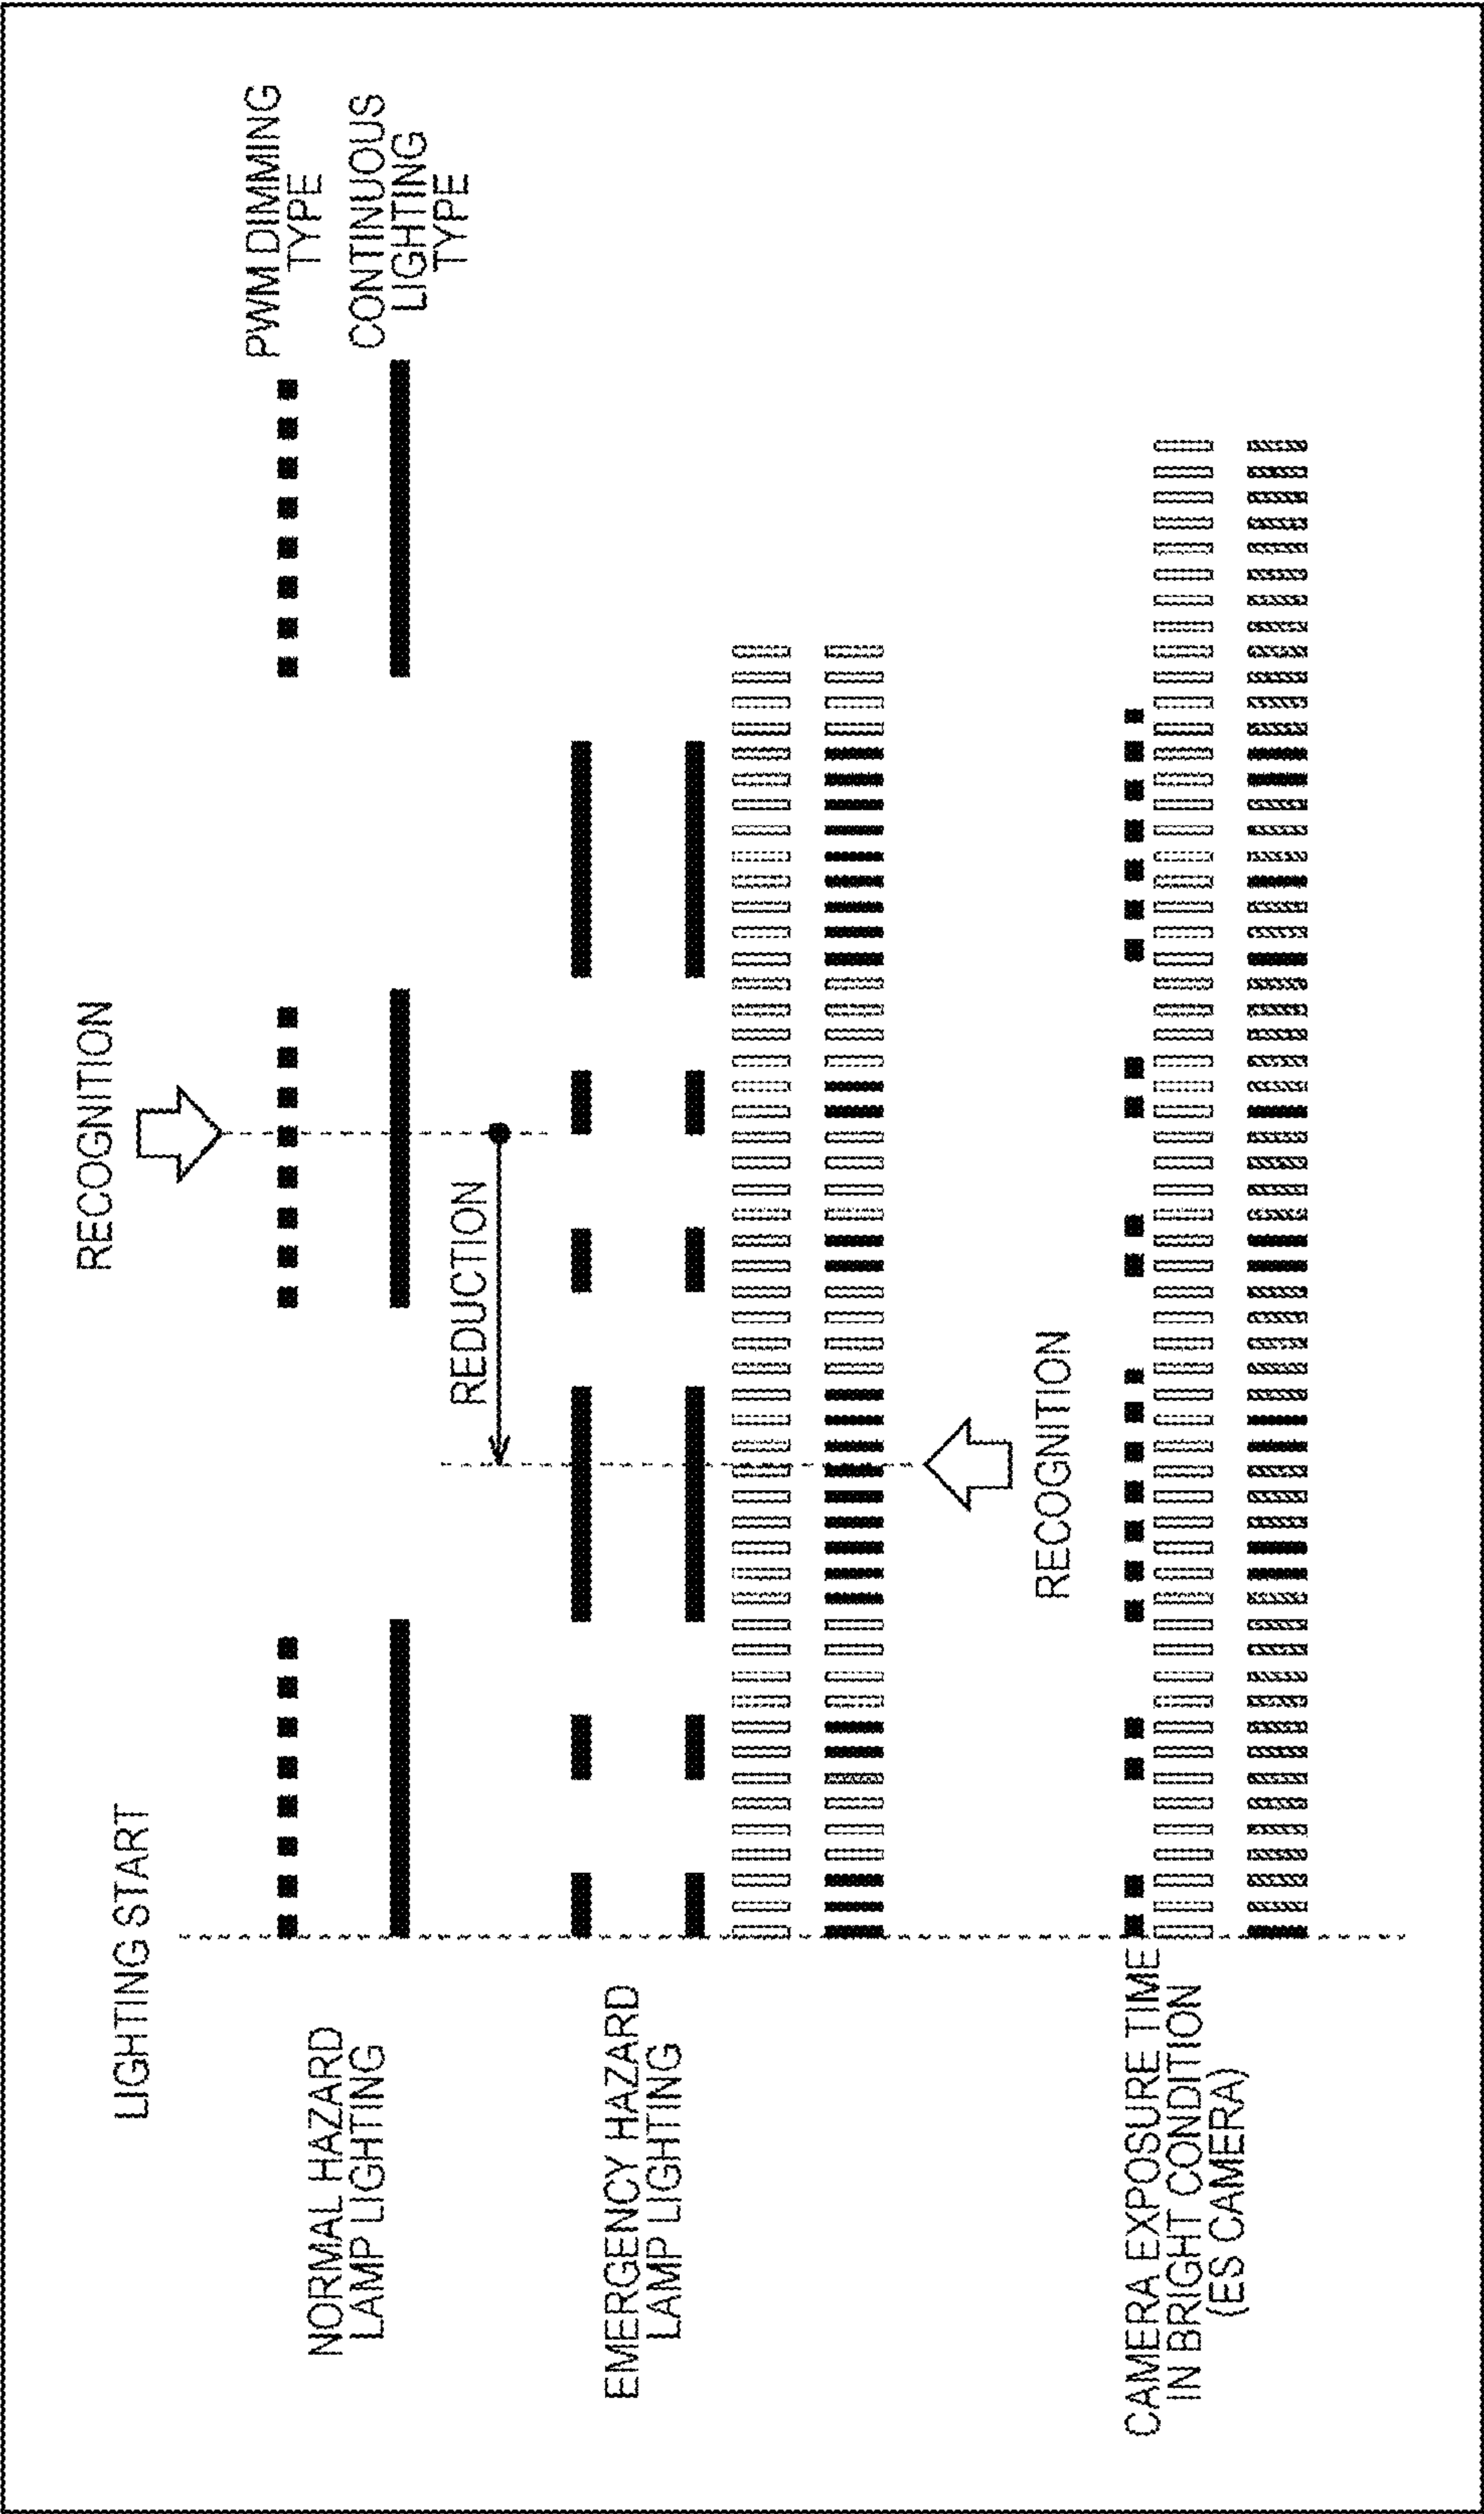 LIGHTING START
RECOGNITION
PWM DIMMING
TYPE
CONTINUOUS
LIGHTING
TYPE
NORMAL HAZARD
LAMP LIGHTING
REDUCTION
EMERGENCY HAZARD
LAMP LIGHTING
RECOGNITION
CAMERA EXPOSURE TIME
IN BRIGHT CONDITION
(ES CAMERA)